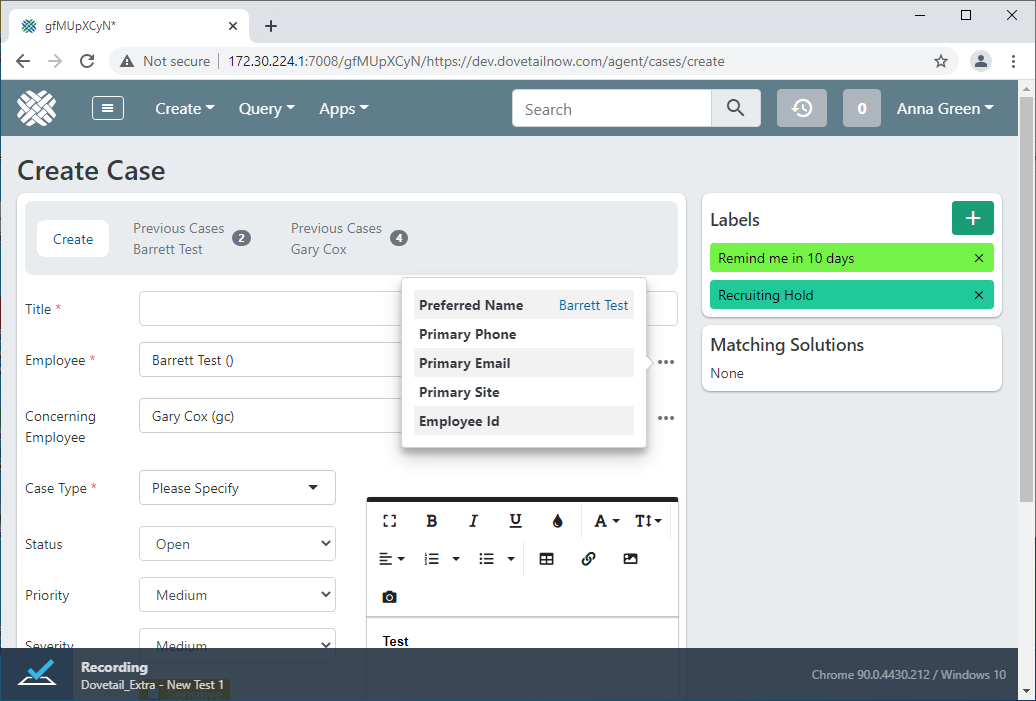 gfMUpXCyN*
Not secure
172.30.224.1:7008/gfMUpXCyN/https://dev.dovetailnow.com/agent/cases/create
Create
Query
Apps
Search
0
Anna Green
Create Case
Create
Previous Cases
Barrett Test
2
Previous Cases
Gary Cox
4
Labels
+
Remind me in 10 days ×
Recruiting Hold ×
Matching Solutions
None
Title *
Preferred Name Barrett Test
Primary Phone
Primary Email
Primary Site
Employee Id
Employee *
Barrett Test ()
Concerning
Employee
Gary Cox (gc)
Case Type *
Please Specify
Status
Open
Priority
Medium
Severity
Medium
B I U A T
Test
Recording
Dovetail_Extra - New Test 1
Sensitive
Chrome 90.0.4430.212 / Windows 10